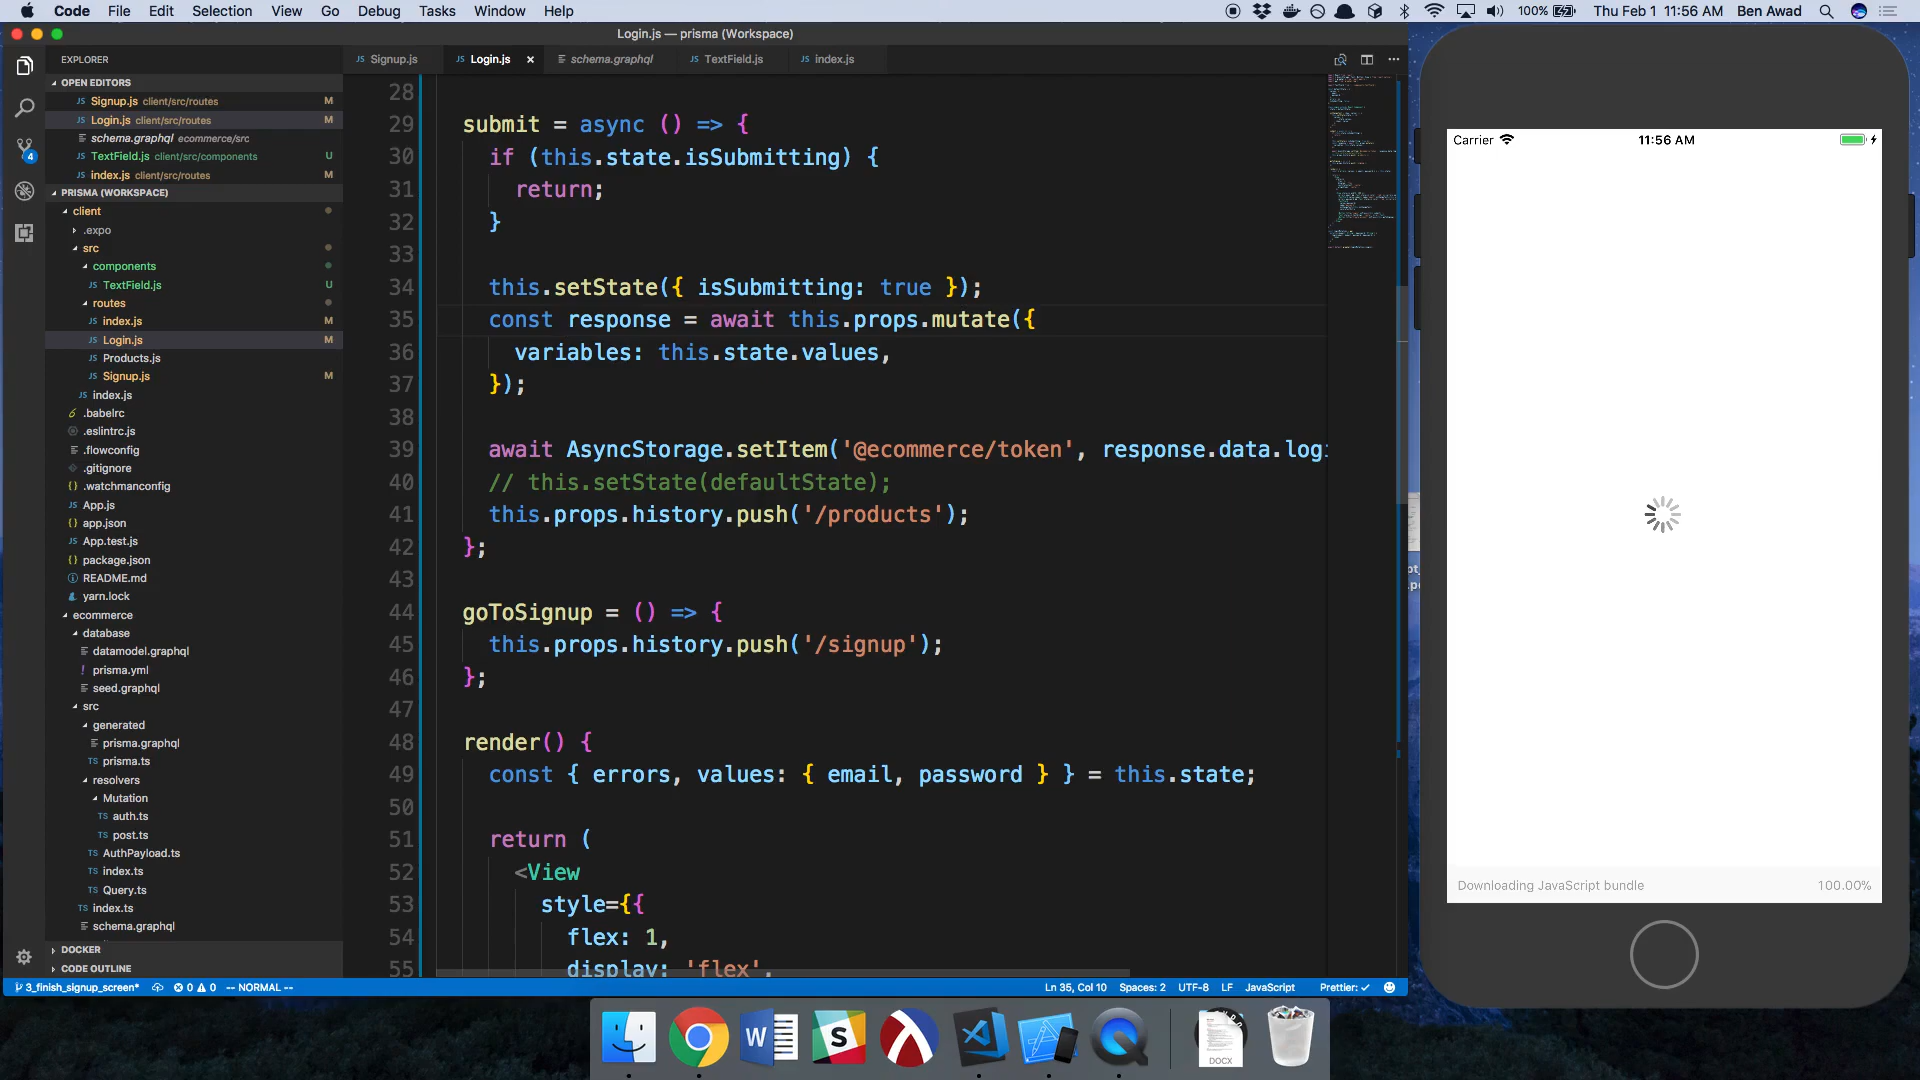 Code File Edit Selection View Go Debug Tasks Window Help
100% Thu Feb 1 11:56 AM Ben Awad
Login.js — prisma (Workspace)
EXPLORER
OPEN EDITORS
Signup.js client/src/routes M
Login.js client/src/routes M
schema.graphql ecommerce/src
TextField.js client/src/components U
index.js client/src/routes M
PRISMA (WORKSPACE)
client
.expo
src
components
TextField.js U
routes
index.js M
Login.js M
Products.js
Signup.js M
index.js
.babelrc
.eslintrc.js
.flowconfig
.gitignore
.watchmanconfig
App.js
app.json
App.test.js
package.json
README.md
yarn.lock
ecommerce
database
datamodel.graphql
prisma.yml
seed.graphql
src
generated
prisma.graphql
prisma.ts
resolvers
Mutation
auth.ts
post.ts
AuthPayload.ts
index.ts
Query.ts
index.ts
schema.graphql
DOCKER
CODE OUTLINE
4
Signup.js Login.js schema.graphql TextField.js index.js
28
29 submit = async () => {
30 if (this.state.isSubmitting) {
31 return;
32 }
33
34 this.setState({ isSubmitting: true });
35 const response = await this.props.mutate({
36 variables: this.state.values,
37 });
38
39 await AsyncStorage.setItem('@ecommerce/token', response.data.log
40 // this.setState(defaultState);
41 this.props.history.push('/products');
42 };
43
44 goToSignup = () => {
45 this.props.history.push('/signup');
46 };
47
48 render() {
49 const { errors, values: { email, password } } = this.state;
50
51 return (
52 <View
53 style={{
54 flex: 1,
55 display: 'flex',
3_finish_signup_screen* 0 0 -- NORMAL -- Ln 35, Col 10 Spaces: 2 UTF-8 LF JavaScript Prettier: ✓
Carrier 11:56 AM
Downloading JavaScript bundle 100.00%
W
S
DOCX